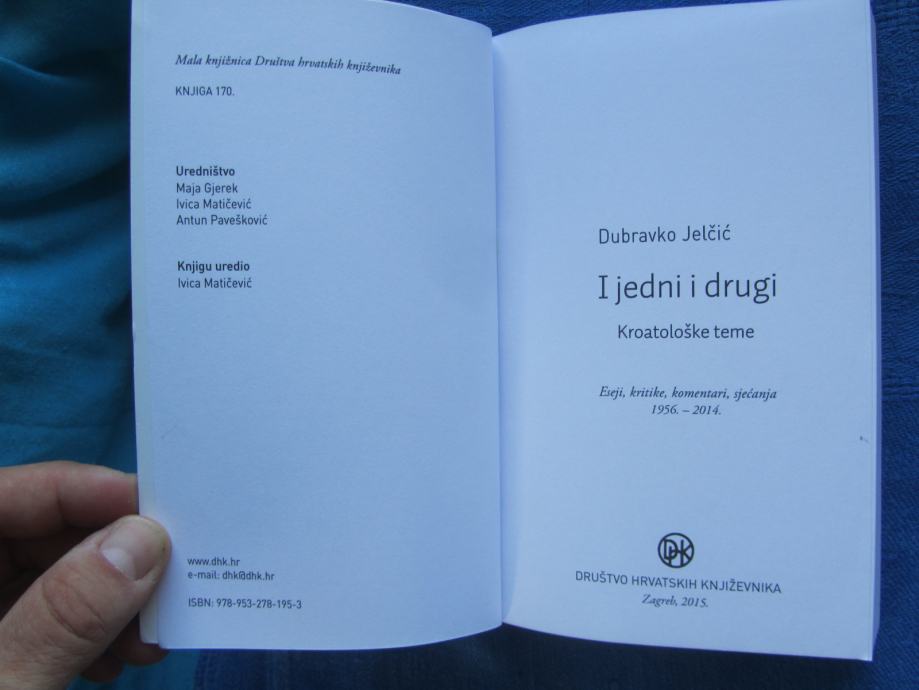 Mala knjižnica Društva hrvatskih književnika
KNJIGA 170.
Uredništvo
Maja Gjerek
Ivica Matičević
Antun Pavešković
Knjigu uredio
Ivica Matičević
www.dhk.hr
e-mail: dhk@dhk.hr
ISBN: 978-953-278-195-3
Dubravko Jelčić
I jedni i drugi
Kroatološke teme
Eseji, kritike, komentari, sjećanja
1956. – 2014.
DHK
DRUŠTVO HRVATSKIH KNJIŽEVNIKA
Zagreb, 2015.